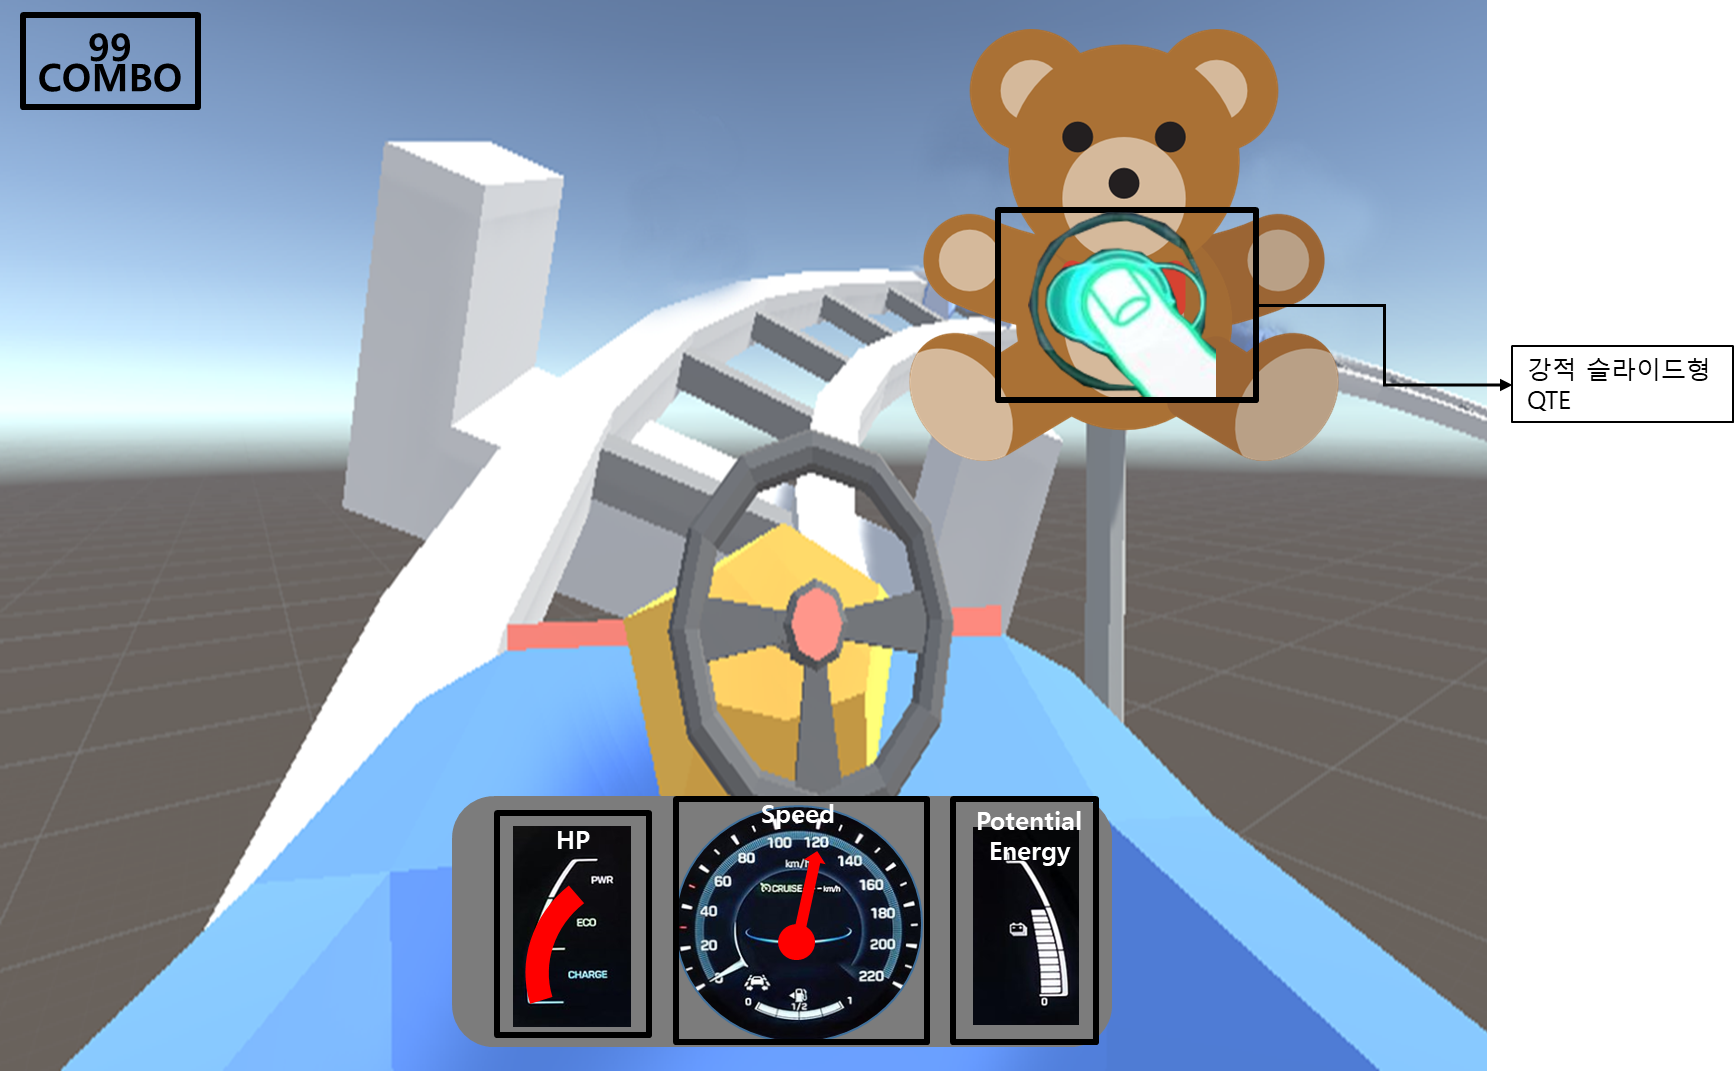 99
COMBO
강적 슬라이드형
QTE
HP
PWR
ECO
CHARGE
Speed
100 120
80 km/h 140
60 CRUISE --km/h 160
40 180
20 200
220
0 1/2 1
Potential
Energy
0